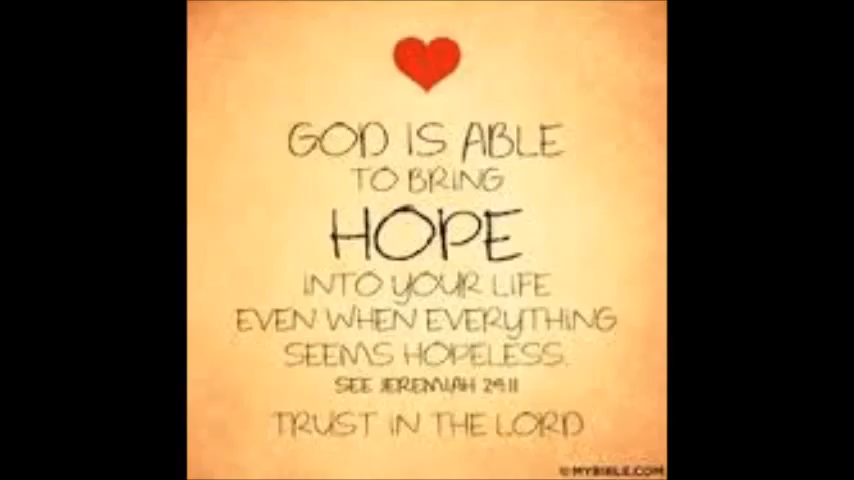 GOD IS ABLE
TO BRING
HOPE
INTO YOUR LIFE
EVEN WHEN EVERYTHING
SEEMS HOPELESS.
SEE JEREMIAH 29:11
TRUST IN THE LORD
© MYBIBLE.COM